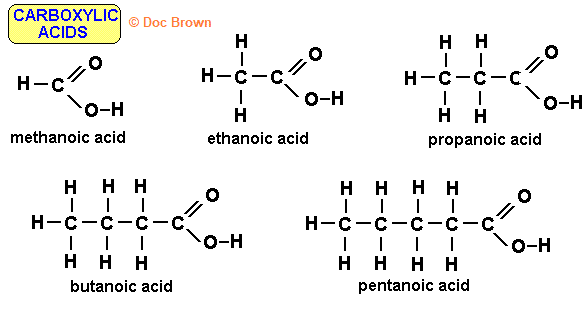 CARBOXYLIC
ACIDS
© Doc Brown
H–C
O
O–H
methanoic acid
H
H–C–C
H
O
O–H
ethanoic acid
H H
H–C–C–C
H H
O
O–H
propanoic acid
H H H
H–C–C–C–C
H H H
O
O–H
butanoic acid
H H H H
H–C–C–C–C–C
H H H H
O
O–H
pentanoic acid